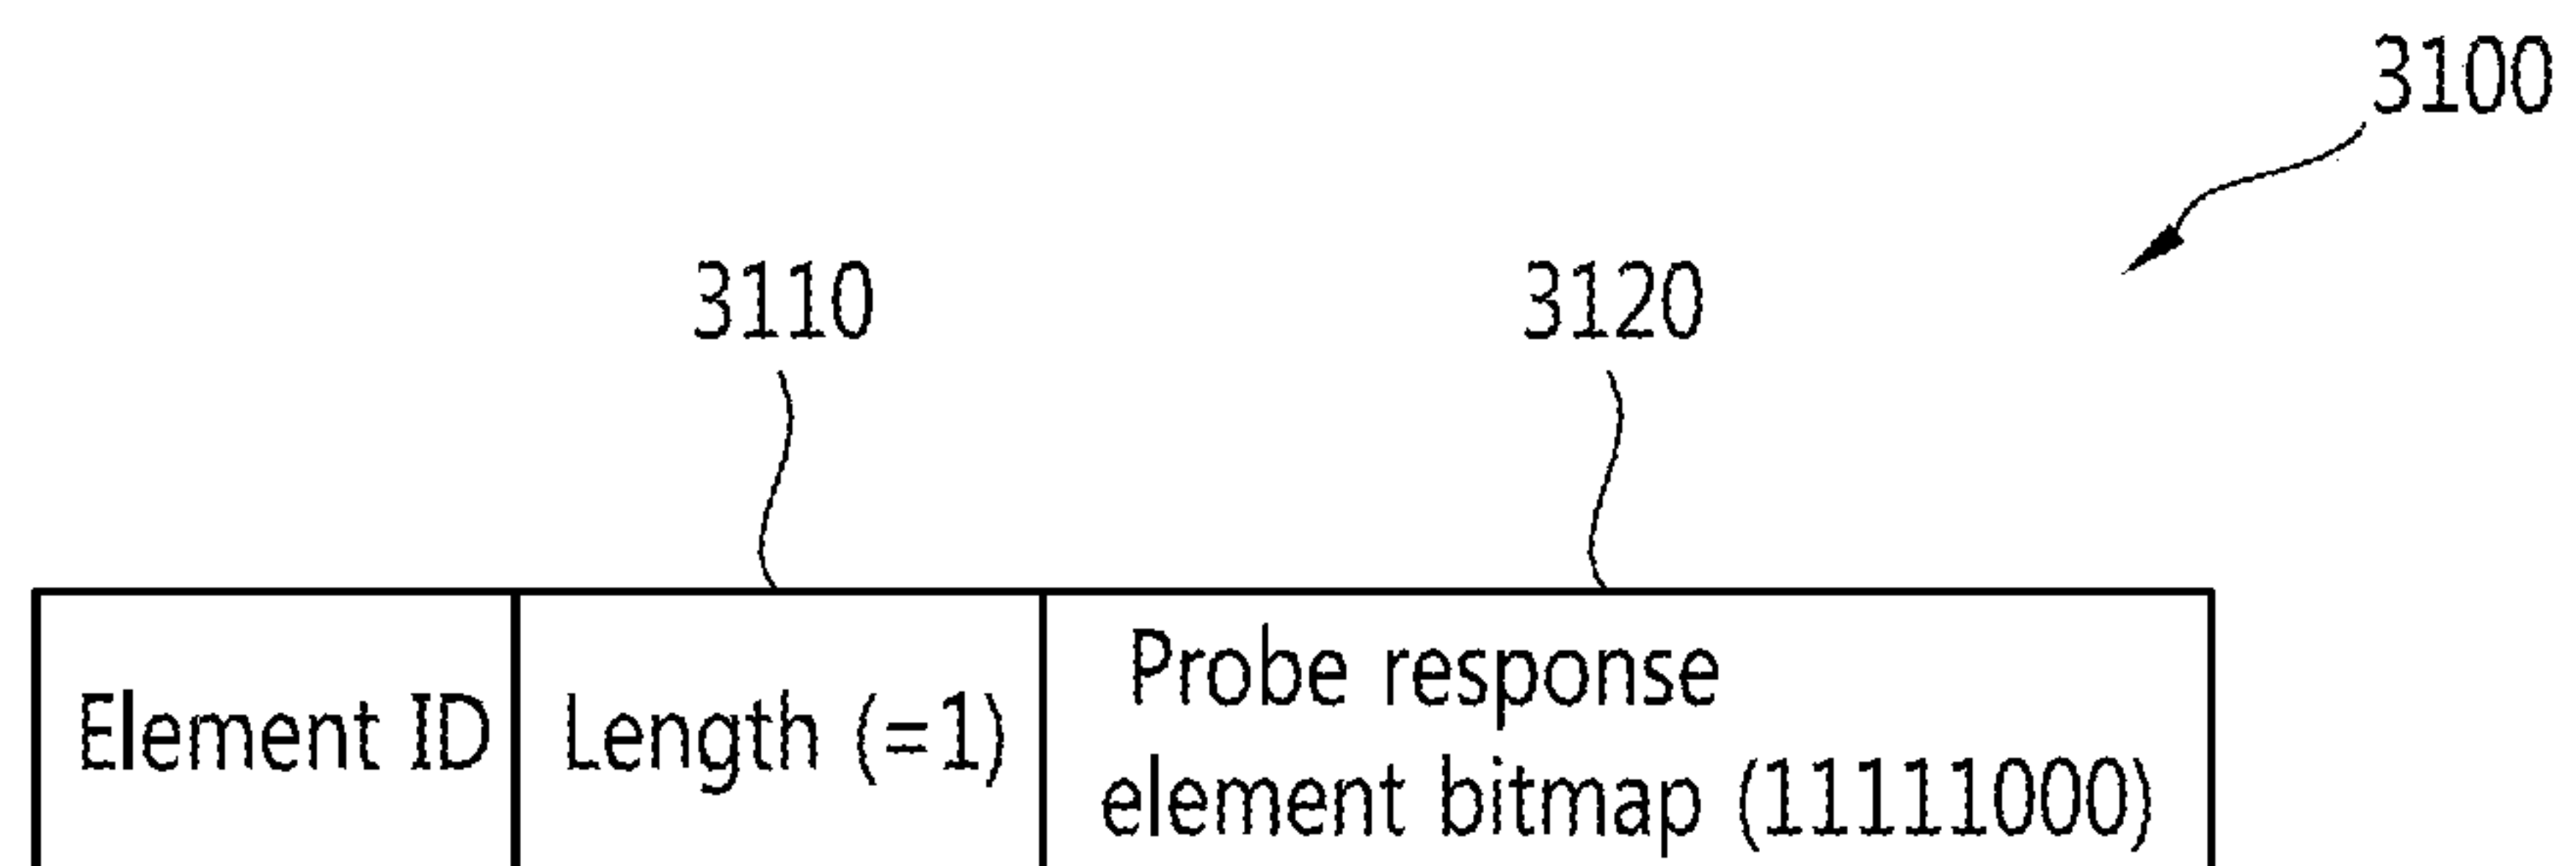 3100
3110
3120
Element ID
Length (=1)
Probe response
element bitmap (11111000)